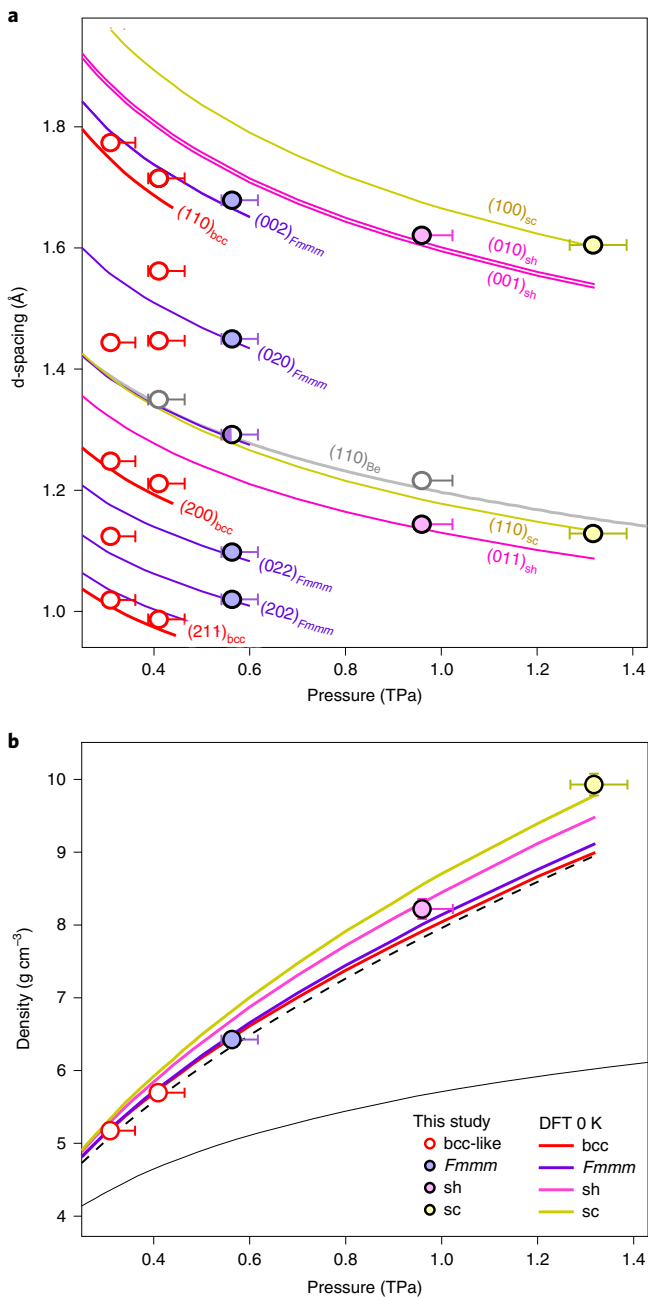 a
1.8
1.6
1.4
1.2
1.0
d-spacing (Å)
(110)bcc
(002)Fmmm
(100)sc
(010)sh
(001)sh
(020)Fmmm
(110)Be
(200)bcc
(110)sc
(011)sh
(022)Fmmm
(202)Fmmm
(211)bcc
0.4 0.6 0.8 1.0 1.2 1.4
Pressure (TPa)
b
10
9
8
7
6
5
4
Density (g cm−3)
This study DFT 0 K
bcc-like bcc
Fmmm Fmmm
sh sh
sc sc
0.4 0.6 0.8 1.0 1.2 1.4
Pressure (TPa)